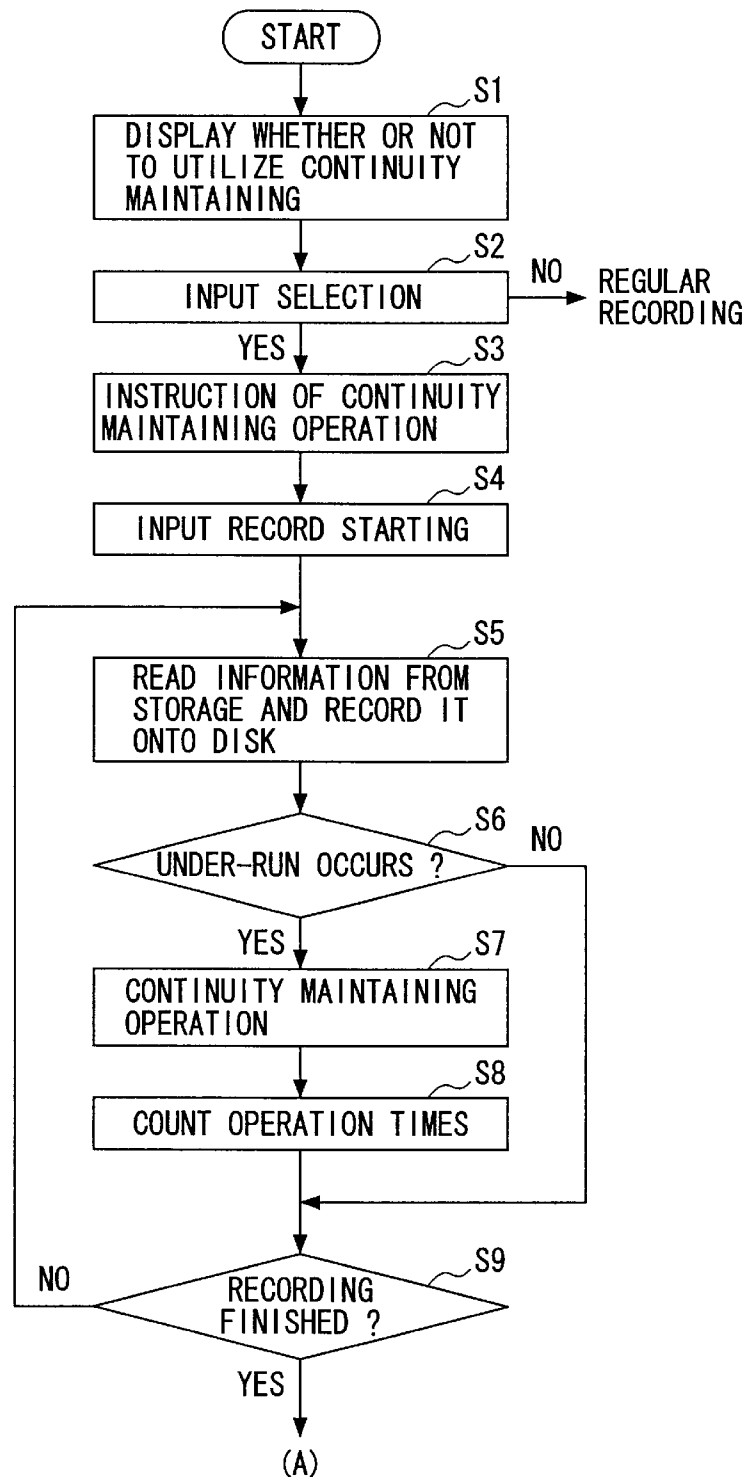 START
S1
DISPLAY WHETHER OR NOT
TO UTILIZE CONTINUITY
MAINTAINING
S2
INPUT SELECTION
NO
REGULAR
RECORDING
YES
S3
INSTRUCTION OF CONTINUITY
MAINTAINING OPERATION
S4
INPUT RECORD STARTING
S5
READ INFORMATION FROM
STORAGE AND RECORD IT
ONTO DISK
S6
UNDER-RUN OCCURS ?
NO
YES
S7
CONTINUITY MAINTAINING
OPERATION
S8
COUNT OPERATION TIMES
S9
NO
RECORDING
FINISHED ?
YES
(A)